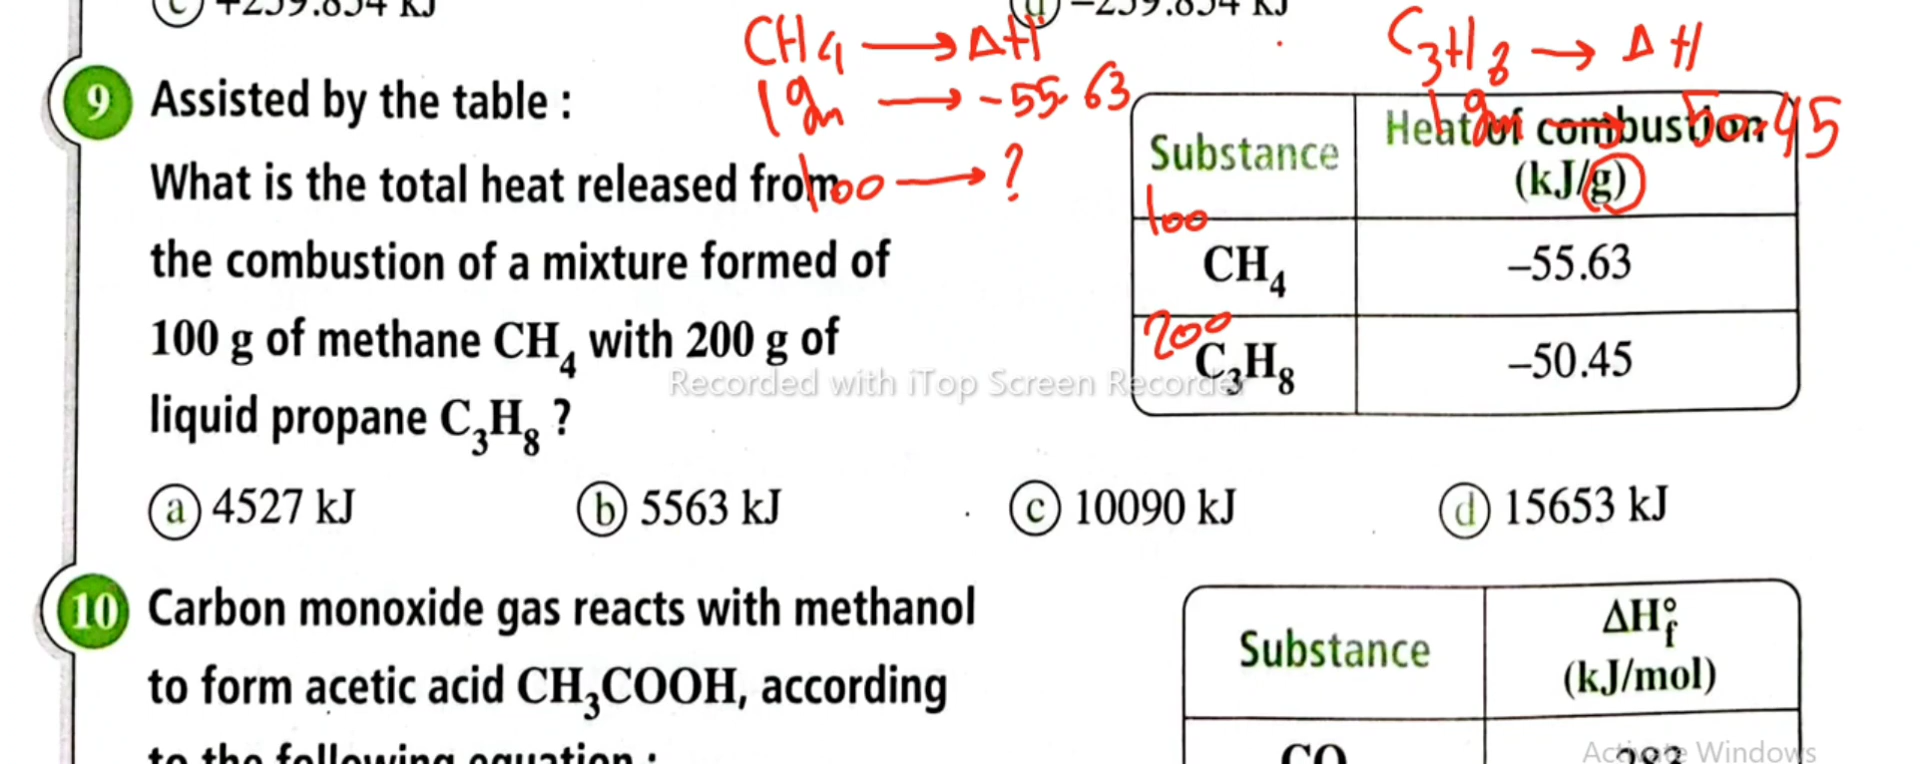 c +259.834 kJ
d –259.834 kJ
CH4 → ΔH
1gm → -55.63
100 → ?
C3H8 → ΔH
1gm → 50.45
9 Assisted by the table :
What is the total heat released from
the combustion of a mixture formed of
100 g of methane CH₄ with 200 g of
liquid propane C₃H₈ ?
Substance
Heat of combustion
(kJ/g)
100
CH₄
–55.63
200
C₃H₈
–50.45
Recorded with iTop Screen Recorder
a 4527 kJ
b 5563 kJ
c 10090 kJ
d 15653 kJ
10 Carbon monoxide gas reacts with methanol
to form acetic acid CH₃COOH, according
to the following equation :
Substance
ΔH°f
(kJ/mol)
CO
283
Activate Windows